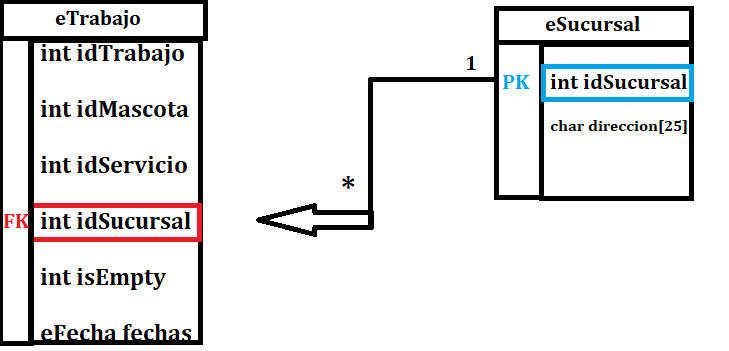 eTrabajo
int idTrabajo
int idMascota
int idServicio
FK int idSucursal
int isEmpty
eFecha fechas
*
1
eSucursal
PK int idSucursal
char direccion[25]